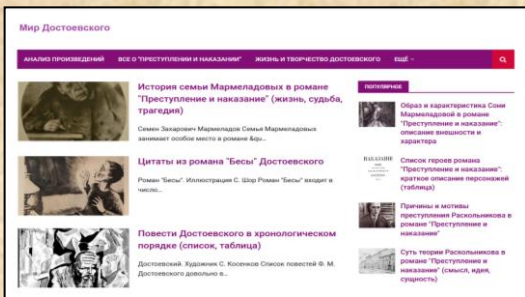 Мир Достоевского
АНАЛИЗ ПРОИЗВЕДЕНИЙ ВСЕ О "ПРЕСТУПЛЕНИИ И НАКАЗАНИИ" ЖИЗНЬ И ТВОРЧЕСТВО ДОСТОЕВСКОГО ЕЩЁ
История семьи Мармеладовых в романе
"Преступление и наказание" (жизнь, судьба,
трагедия)
Семен Захарович Мармеладов Семья Мармеладовых
занимает особое место в романе &qu...
Цитаты из романа "Бесы" Достоевского
Роман "Бесы". Иллюстрация С. Шор Роман "Бесы" входит в
число...
Повести Достоевского в хронологическом
порядке (список, таблица)
Достоевский. Художник С. Косенков Список повестей Ф. М.
Достоевского довольно в...
ПОПУЛЯРНОЕ
Образ и характеристика Сони
Мармеладовой в романе
"Преступление и наказание":
описание внешности и
характера
НАКАЗАНИЕ
Список героев романа
"Преступление и наказание":
краткое описание персонажей
(таблица)
Причины и мотивы
преступления Раскольникова в
романе "Преступление и
наказание"
Суть теории Раскольникова в
романе "Преступление и
наказание" (смысл, идея,
сущность)